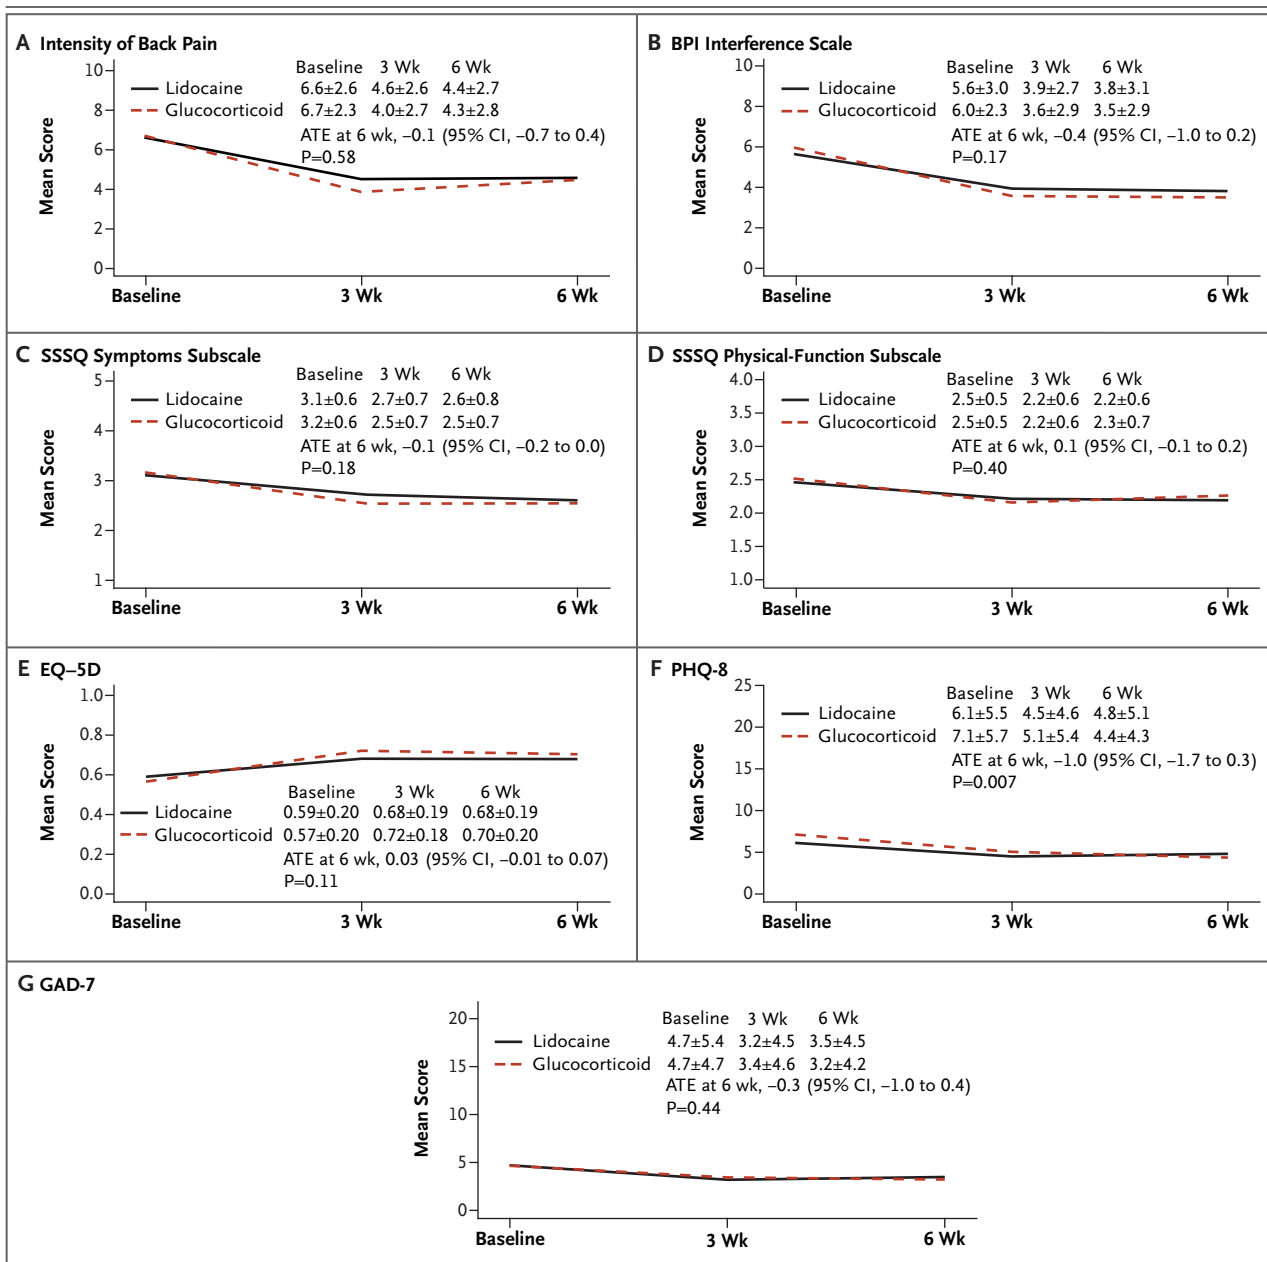 A Intensity of Back Pain
10
8
6
4
2
0
Mean Score
Baseline 3 Wk 6 Wk
Lidocaine 6.6±2.6 4.6±2.6 4.4±2.7
Glucocorticoid 6.7±2.3 4.0±2.7 4.3±2.8
ATE at 6 wk, –0.1 (95% CI, –0.7 to 0.4)
P=0.58
Baseline 3 Wk 6 Wk
B BPI Interference Scale
10
8
6
4
2
0
Mean Score
Baseline 3 Wk 6 Wk
Lidocaine 5.6±3.0 3.9±2.7 3.8±3.1
Glucocorticoid 6.0±2.3 3.6±2.9 3.5±2.9
ATE at 6 wk, –0.4 (95% CI, –1.0 to 0.2)
P=0.17
Baseline 3 Wk 6 Wk
C SSSQ Symptoms Subscale
5
4
3
2
1
Mean Score
Baseline 3 Wk 6 Wk
Lidocaine 3.1±0.6 2.7±0.7 2.6±0.8
Glucocorticoid 3.2±0.6 2.5±0.7 2.5±0.7
ATE at 6 wk, –0.1 (95% CI, –0.2 to 0.0)
P=0.18
Baseline 3 Wk 6 Wk
D SSSQ Physical-Function Subscale
4.0
3.5
3.0
2.5
2.0
1.5
1.0
Mean Score
Baseline 3 Wk 6 Wk
Lidocaine 2.5±0.5 2.2±0.6 2.2±0.6
Glucocorticoid 2.5±0.5 2.2±0.6 2.3±0.7
ATE at 6 wk, 0.1 (95% CI, –0.1 to 0.2)
P=0.40
Baseline 3 Wk 6 Wk
E EQ–5D
1.0
0.8
0.6
0.4
0.2
0.0
Mean Score
Baseline 3 Wk 6 Wk
Lidocaine 0.59±0.20 0.68±0.19 0.68±0.19
Glucocorticoid 0.57±0.20 0.72±0.18 0.70±0.20
ATE at 6 wk, 0.03 (95% CI, –0.01 to 0.07)
P=0.11
Baseline 3 Wk 6 Wk
F PHQ-8
25
20
15
10
5
0
Mean Score
Baseline 3 Wk 6 Wk
Lidocaine 6.1±5.5 4.5±4.6 4.8±5.1
Glucocorticoid 7.1±5.7 5.1±5.4 4.4±4.3
ATE at 6 wk, –1.0 (95% CI, –1.7 to 0.3)
P=0.007
Baseline 3 Wk 6 Wk
G GAD-7
20
15
10
5
0
Mean Score
Baseline 3 Wk 6 Wk
Lidocaine 4.7±5.4 3.2±4.5 3.5±4.5
Glucocorticoid 4.7±4.7 3.4±4.6 3.2±4.2
ATE at 6 wk, –0.3 (95% CI, –1.0 to 0.4)
P=0.44
Baseline 3 Wk 6 Wk